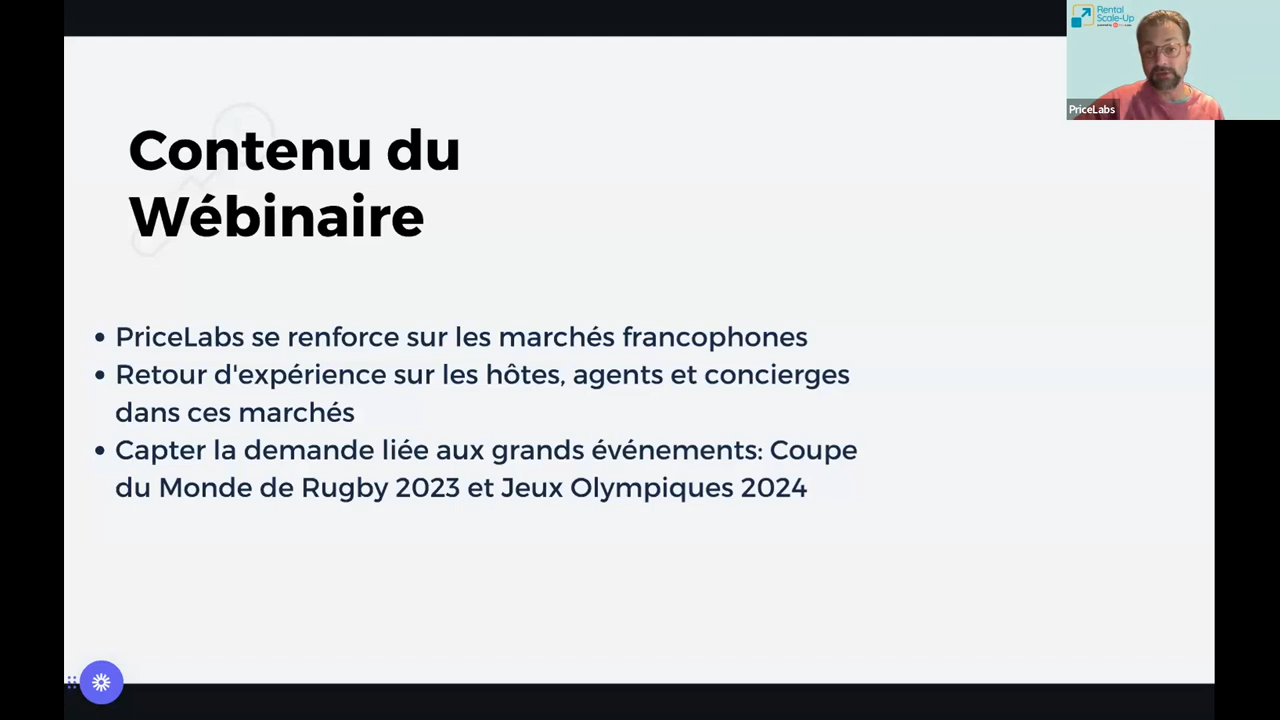 Rental
Scale-Up
PriceLabs
Contenu du
Wébinaire
• PriceLabs se renforce sur les marchés francophones
• Retour d'expérience sur les hôtes, agents et concierges
dans ces marchés
• Capter la demande liée aux grands événements: Coupe
du Monde de Rugby 2023 et Jeux Olympiques 2024